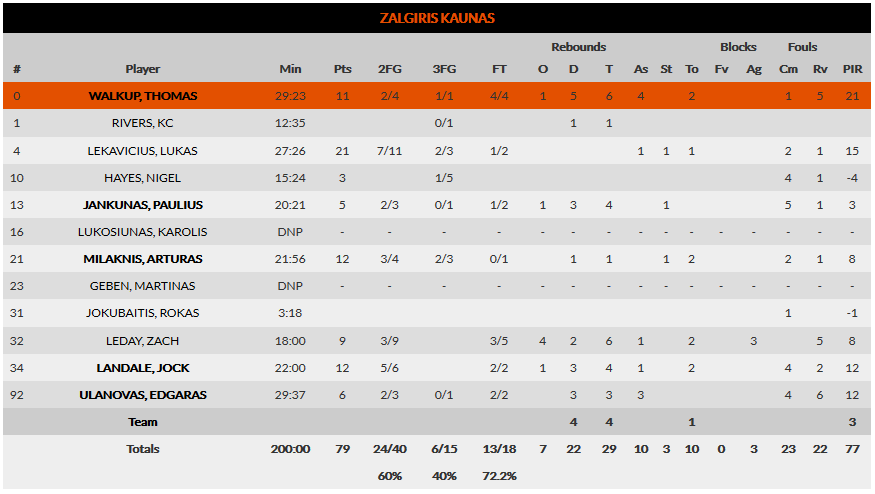 ZALGIRIS KAUNAS
Rebounds Blocks Fouls
# Player Min Pts 2FG 3FG FT O D T As St To Fv Ag Cm Rv PIR
0 WALKUP, THOMAS 29:23 11 2/4 1/1 4/4 1 5 6 4 2 1 5 21
1 RIVERS, KC 12:35 0/1 1 1
4 LEKAVICIUS, LUKAS 27:26 21 7/11 2/3 1/2 1 1 1 2 1 15
10 HAYES, NIGEL 15:24 3 1/5 4 1 -4
13 JANKUNAS, PAULIUS 20:21 5 2/3 0/1 1/2 1 3 4 1 5 1 3
16 LUKOSIUNAS, KAROLIS DNP - - - - - - - - - - - - - - -
21 MILAKNIS, ARTURAS 21:56 12 3/4 2/3 0/1 1 1 1 2 2 1 8
23 GEBEN, MARTINAS DNP - - - - - - - - - - - - - - -
31 JOKUBAITIS, ROKAS 3:18 1 -1
32 LEDAY, ZACH 18:00 9 3/9 3/5 4 2 6 1 2 3 5 8
34 LANDALE, JOCK 22:00 12 5/6 2/2 1 3 4 1 2 4 2 12
92 ULANOVAS, EDGARAS 29:37 6 2/3 0/1 2/2 3 3 3 4 6 12
Team 4 4 1 3
Totals 200:00 79 24/40 6/15 13/18 7 22 29 10 3 10 0 3 23 22 77
60% 40% 72.2%